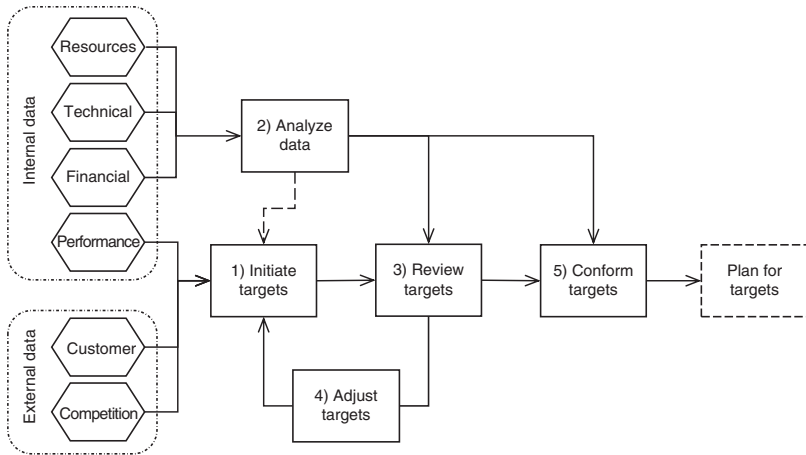 Internal data
Resources
Technical
Financial
Performance
External data
Customer
Competition
2) Analyze
data
1) Initiate
targets
3) Review
targets
4) Adjust
targets
5) Conform
targets
Plan for
targets